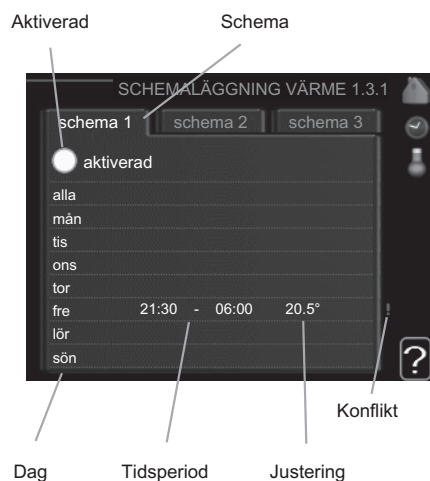 Aktiverad Schema
SCHEMALÄGGNING VÄRME 1.3.1
schema 1 schema 2 schema 3
aktiverad
alla
mån
tis
ons
tor
fre 21:30 - 06:00 20.5° !
lör
sön
?
Konflikt
Dag Tidsperiod Justering